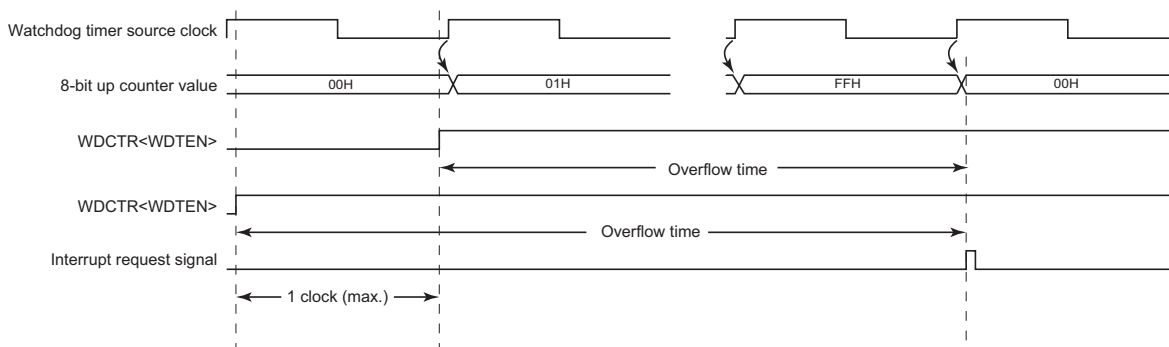 Watchdog timer source clock
8-bit up counter value
00H
01H
FFH
00H
WDCTR<WDTEN>
Overflow time
WDCTR<WDTEN>
Overflow time
Interrupt request signal
1 clock (max.)